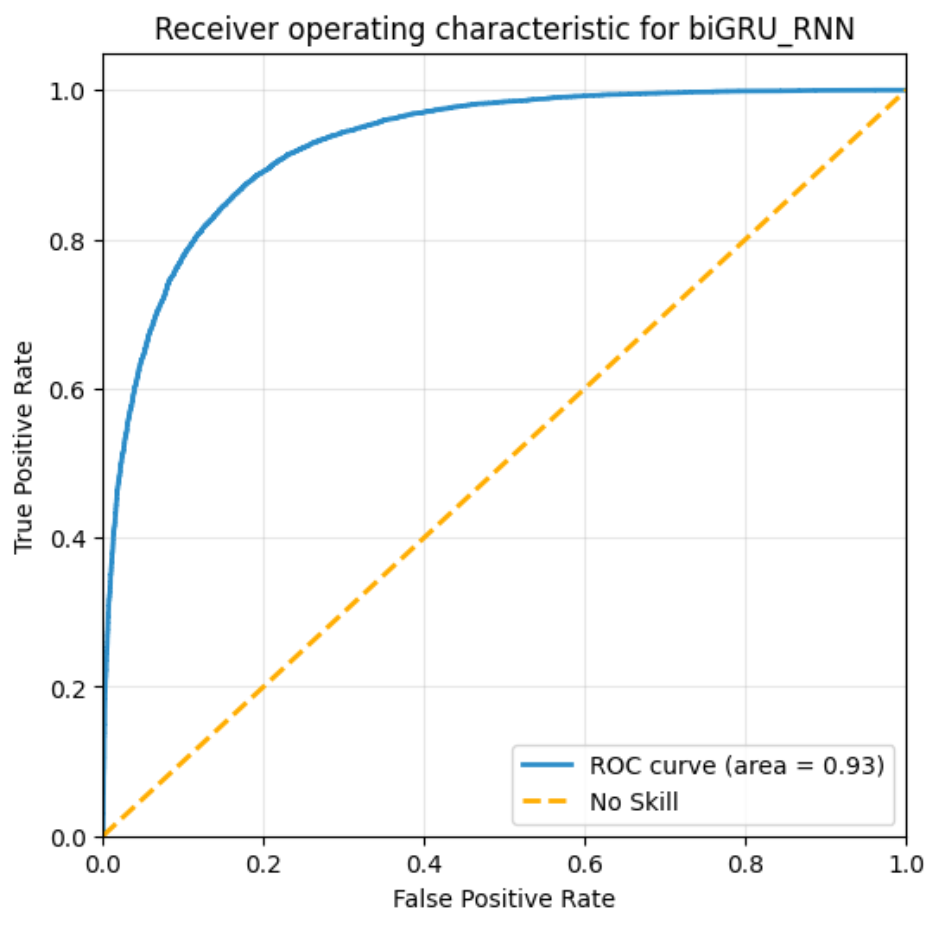 Receiver operating characteristic for biGRU_RNN
True Positive Rate
1.0
0.8
0.6
0.4
0.2
0.0
ROC curve (area = 0.93)
No Skill
0.0 0.2 0.4 0.6 0.8 1.0
False Positive Rate